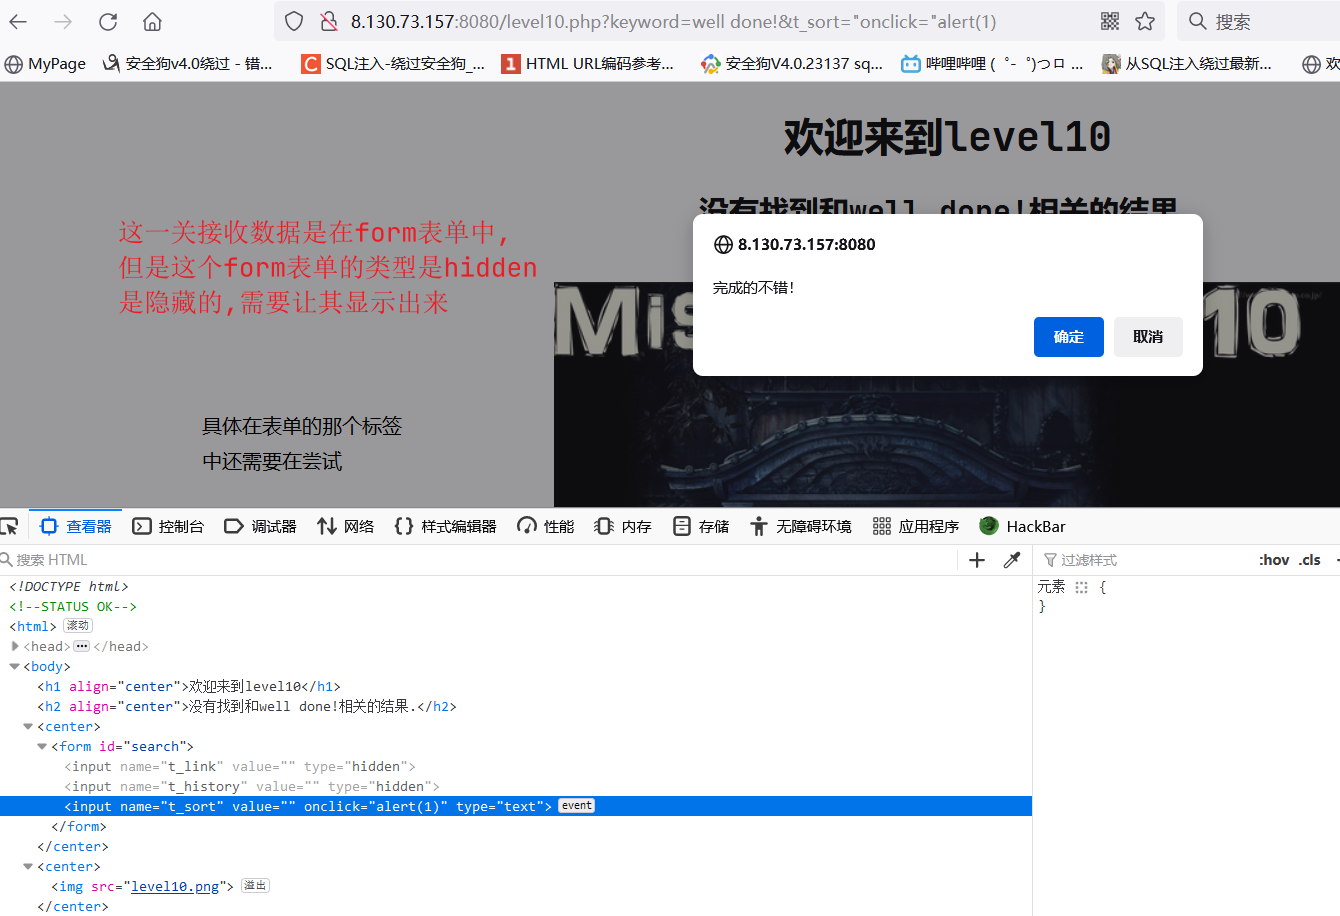 8.130.73.157:8080/level10.php?keyword=well done!&t_sort="onclick="alert(1)
搜索
MyPage
安全狗v4.0绕过 - 错...
SQL注入-绕过安全狗_...
HTML URL编码参考...
安全狗V4.0.23137 sq...
哔哩哔哩 (゜-゜)つロ ...
从SQL注入绕过最新...
欢迎来到level10
没有找到和well done!相关的结果
这一关接收数据是在form表单中,
但是这个form表单的类型是hidden
是隐藏的,需要让其显示出来
8.130.73.157:8080
完成的不错!
确定
取消
10
具体在表单的那个标签
中还需要在尝试
查看器
控制台
调试器
网络
样式编辑器
性能
内存
存储
无障碍环境
应用程序
HackBar
搜索 HTML
过滤样式
:hov .cls
<!DOCTYPE html>
<!--STATUS OK-->
<html> 滚动
<head> ••• </head>
<body>
<h1 align="center">欢迎来到level10</h1>
<h2 align="center">没有找到和well done!相关的结果.</h2>
<center>
<form id="search">
<input name="t_link" value="" type="hidden">
<input name="t_history" value="" type="hidden">
<input name="t_sort" value="" onclick="alert(1)" type="text"> event
</form>
</center>
<center>
<img src="level10.png"> 溢出
</center>
元素 {
}